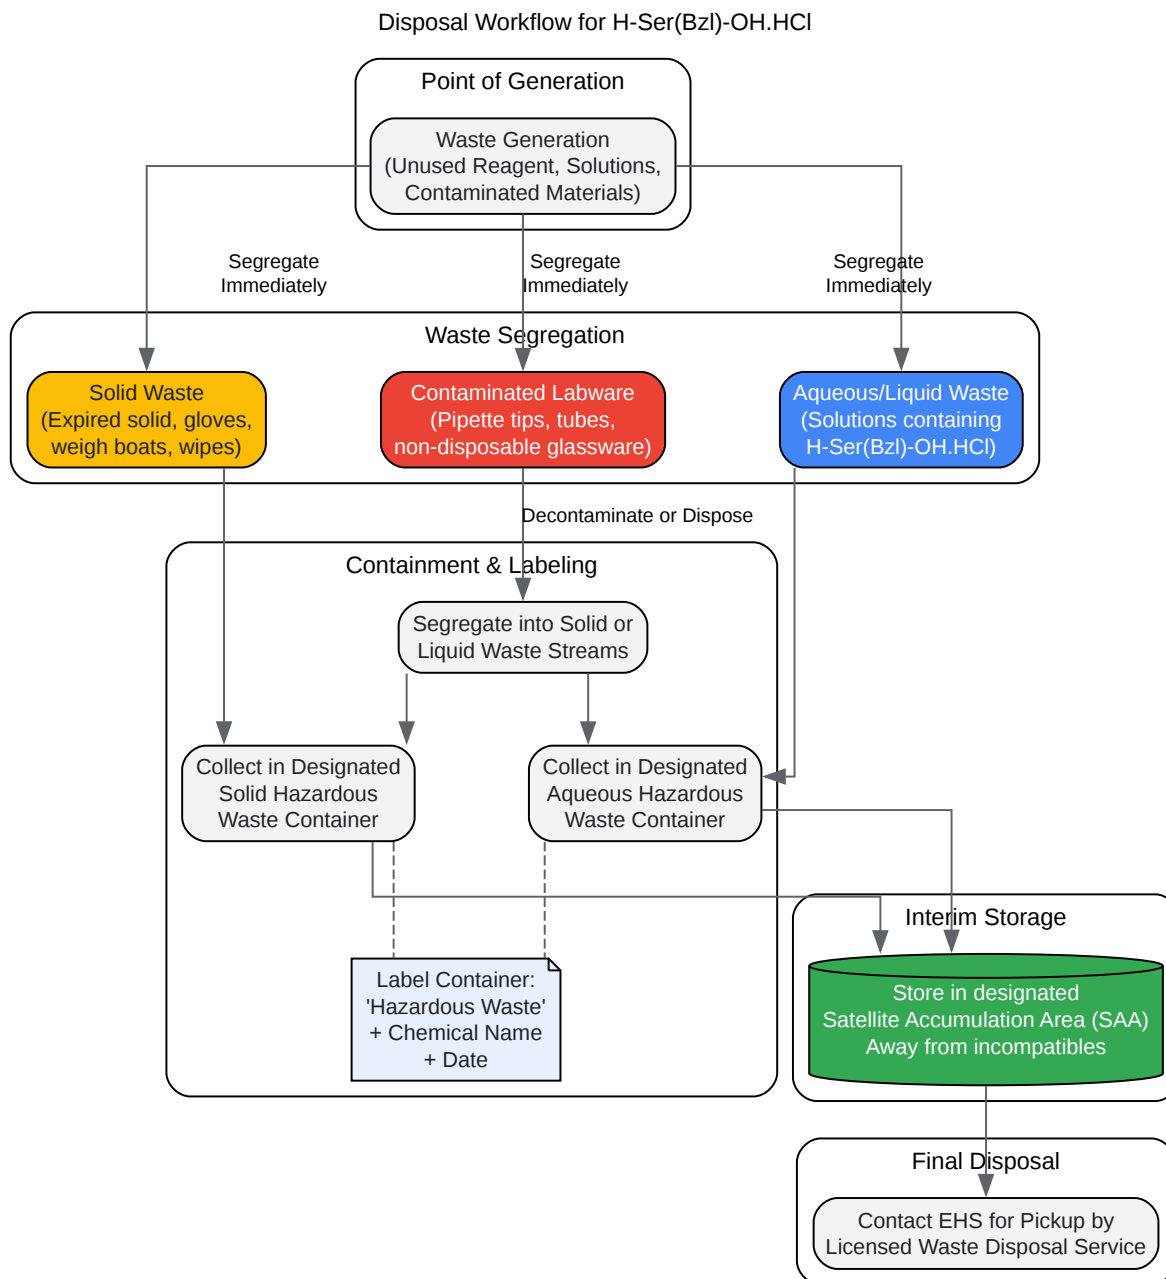 Disposal Workflow for H-Ser(Bzl)-OH.HCl
Point of Generation
Waste Generation
(Unused Reagent, Solutions,
Contaminated Materials)
Segregate
Immediately
Segregate
Immediately
Segregate
Immediately
Waste Segregation
Solid Waste
(Expired solid, gloves,
weigh boats, wipes)
Contaminated Labware
(Pipette tips, tubes,
non-disposable glassware)
Aqueous/Liquid Waste
(Solutions containing
H-Ser(Bzl)-OH.HCl)
Decontaminate or Dispose
Containment & Labeling
Segregate into Solid or
Liquid Waste Streams
Collect in Designated
Solid Hazardous
Waste Container
Collect in Designated
Aqueous Hazardous
Waste Container
Label Container:
'Hazardous Waste'
+ Chemical Name
+ Date
Interim Storage
Store in designated
Satellite Accumulation Area (SAA)
Away from incompatibles
Final Disposal
Contact EHS for Pickup by
Licensed Waste Disposal Service